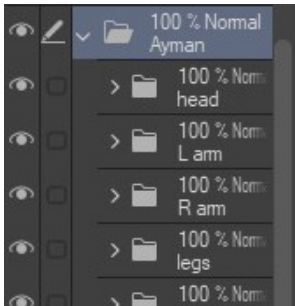 100 % Normal
Ayman
100 % Norm
head
100 % Norm
L arm
100 % Norm
R arm
100 % Norm
legs
100 % Norm